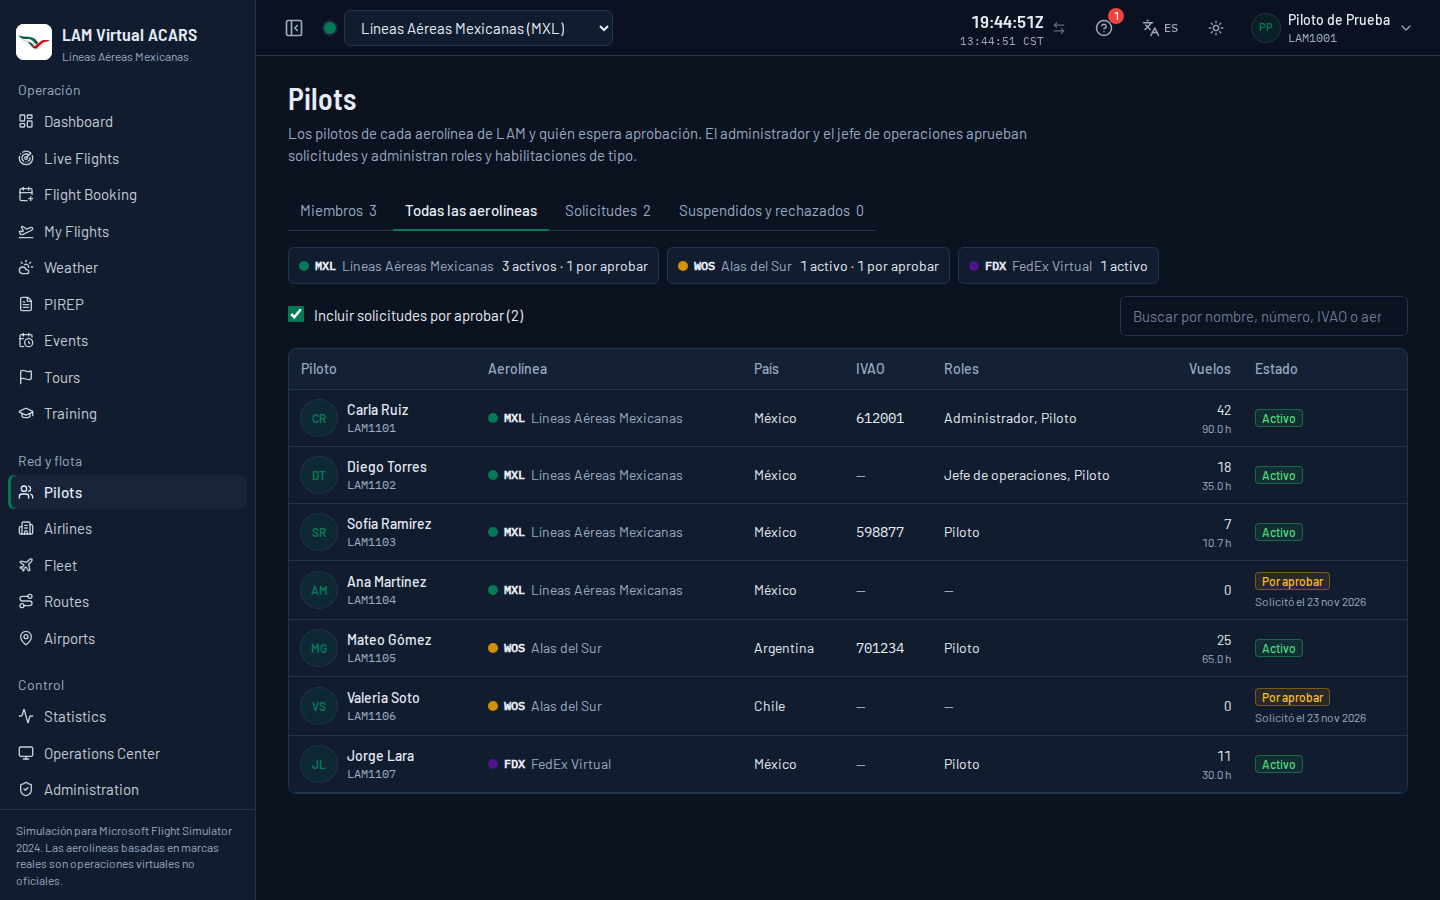 LAM Virtual ACARS
Líneas Aéreas Mexicanas
Operación
Dashboard
Live Flights
Flight Booking
My Flights
Weather
PIREP
Events
Tours
Training
Red y flota
Pilots
Airlines
Fleet
Routes
Airports
Control
Statistics
Operations Center
Administration
Simulación para Microsoft Flight Simulator
2024. Las aerolíneas basadas en marcas
reales son operaciones virtuales no
oficiales.
Líneas Aéreas Mexicanas (MXL)
19:44:51Z
13:44:51 CST
1
ES
PP
Piloto de Prueba
LAM1001
Pilots
Los pilotos de cada aerolínea de LAM y quién espera aprobación. El administrador y el jefe de operaciones aprueban
solicitudes y administran roles y habilitaciones de tipo.
Miembros 3 Todas las aerolíneas Solicitudes 2 Suspendidos y rechazados 0
MXL Líneas Aéreas Mexicanas 3 activos · 1 por aprobar WOS Alas del Sur 1 activo · 1 por aprobar FDX FedEx Virtual 1 activo
Incluir solicitudes por aprobar (2)
Buscar por nombre, número, IVAO o aer
Piloto Aerolínea País IVAO Roles Vuelos Estado
CR Carla Ruiz MXL Líneas Aéreas Mexicanas México 612001 Administrador, Piloto 42 Activo
LAM1101 90.0 h
DT Diego Torres MXL Líneas Aéreas Mexicanas México — Jefe de operaciones, Piloto 18 Activo
LAM1102 35.0 h
SR Sofía Ramírez MXL Líneas Aéreas Mexicanas México 598877 Piloto 7 Activo
LAM1103 10.7 h
AM Ana Martínez MXL Líneas Aéreas Mexicanas México — — 0 Por aprobar
LAM1104 Solicitó el 23 nov 2026
MG Mateo Gómez WOS Alas del Sur Argentina 701234 Piloto 25 Activo
LAM1105 65.0 h
VS Valeria Soto WOS Alas del Sur Chile — — 0 Por aprobar
LAM1106 Solicitó el 23 nov 2026
JL Jorge Lara FDX FedEx Virtual México — Piloto 11 Activo
LAM1107 30.0 h